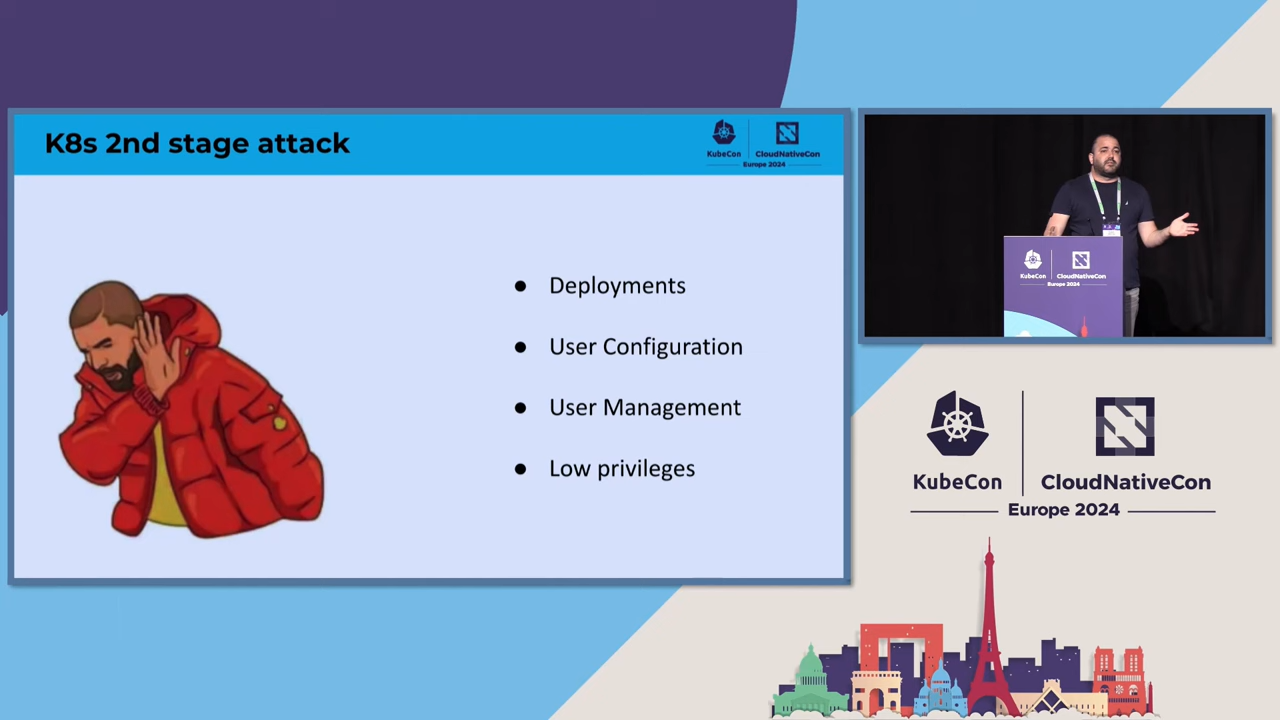 K8s 2nd stage attack
KubeCon
CloudNativeCon
Europe 2024
● Deployments
● User Configuration
● User Management
● Low privileges
KubeCon
CloudNativeCon
Europe 2024
KubeCon
CloudNativeCon
Europe 2024